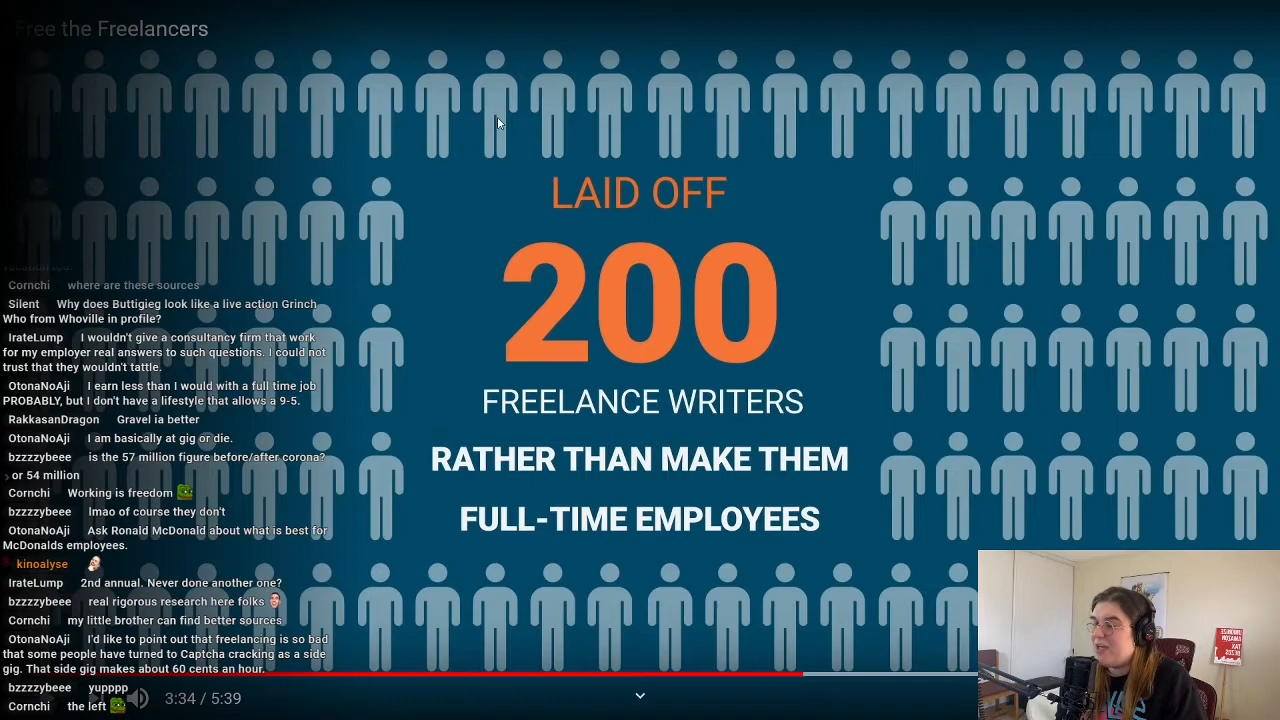 Free the Freelancers
LAID OFF
200
FREELANCE WRITERS
RATHER THAN MAKE THEM
FULL-TIME EMPLOYEES
Cornchi where are these sources
Silent Why does Buttigieg look like a live action Grinch
Who from Whoville in profile?
IrateLump I wouldn't give a consultancy firm that work
for my employer real answers to such questions. I could not
trust that they wouldn't tattle.
OtonaNoAji I earn less than I would with a full time job
PROBABLY, but I don't have a lifestyle that allows a 9-5.
RakkasanDragon Gravel ia better
OtonaNoAji I am basically at gig or die.
bzzzzybeee is the 57 million figure before/after corona?
or 54 million
Cornchi Working is freedom
bzzzzybeee lmao of course they don't
OtonaNoAji Ask Ronald McDonald about what is best for
McDonalds employees.
kinoalyse
IrateLump 2nd annual. Never done another one?
bzzzzybeee real rigorous research here folks
Cornchi my little brother can find better sources
OtonaNoAji I'd like to point out that freelancing is so bad
that some people have turned to Captcha cracking as a side
gig. That side gig makes about 60 cents an hour.
bzzzzybeee yupppp
Cornchi the left
3:34 / 5:39